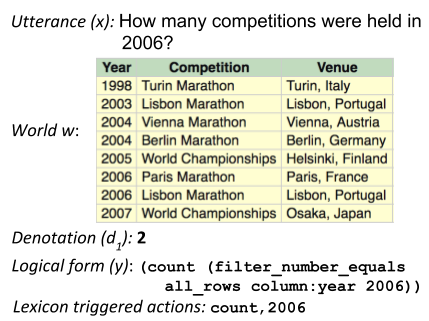 Utterance (x): How many competitions were held in
2006?
Year Competition Venue
1998 Turin Marathon Turin, Italy
2003 Lisbon Marathon Lisbon, Portugal
2004 Vienna Marathon Vienna, Austria
2004 Berlin Marathon Berlin, Germany
World w: 2005 World Championships Helsinki, Finland
2006 Paris Marathon Paris, France
2006 Lisbon Marathon Lisbon, Portugal
2007 World Championships Osaka, Japan
Denotation (d₁): 2
Logical form (y): (count (filter_number_equals
all_rows column:year 2006))
Lexicon triggered actions: count,2006